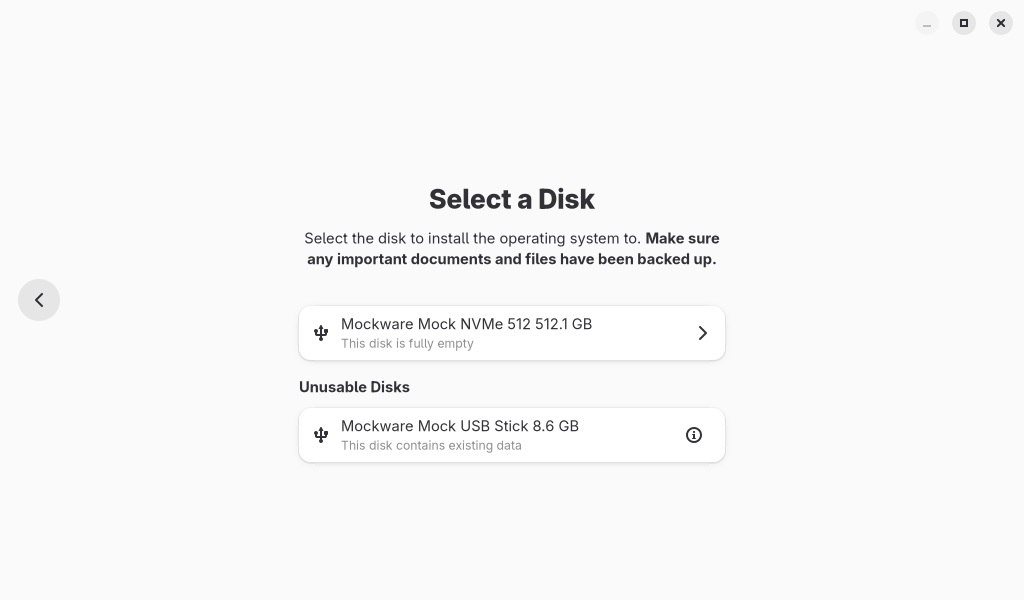 Select a Disk
Select the disk to install the operating system to. Make sure
any important documents and files have been backed up.
Mockware Mock NVMe 512 512.1 GB
This disk is fully empty
Unusable Disks
Mockware Mock USB Stick 8.6 GB
This disk contains existing data